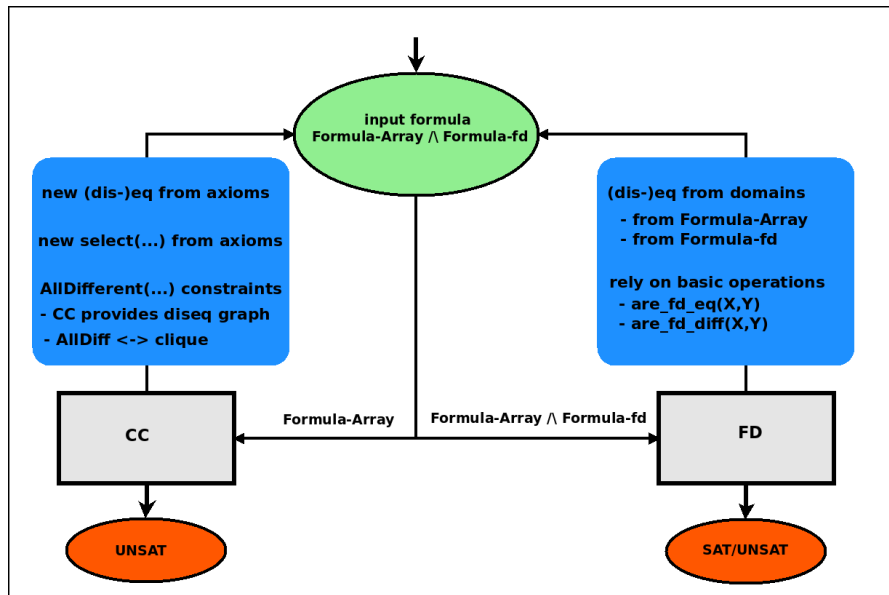 input formula
Formula-Array /\ Formula-fd
new (dis-)eq from axioms
new select(...) from axioms
AllDifferent(...) constraints
- CC provides diseq graph
- AllDiff <-> clique
(dis-)eq from domains
- from Formula-Array
- from Formula-fd
rely on basic operations
- are_fd_eq(X,Y)
- are_fd_diff(X,Y)
Formula-Array
Formula-Array /\ Formula-fd
CC
FD
UNSAT
SAT/UNSAT